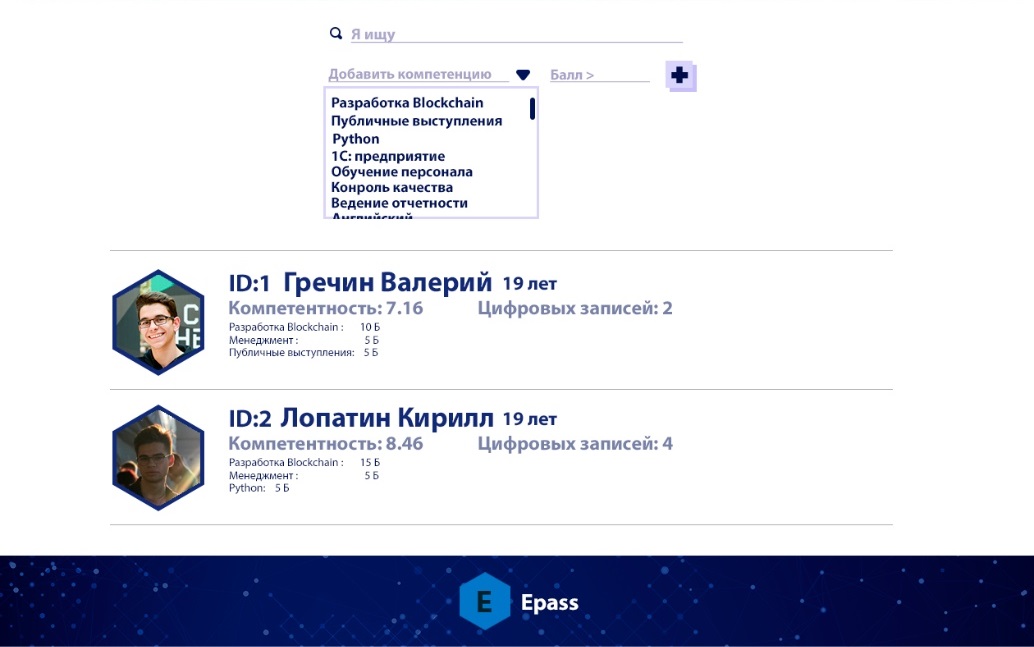 Я ищу
Добавить компетенцию Балл >
Разработка Blockchain
Публичные выступления
Python
1С: предприятие
Обучение персонала
Конроль качества
Ведение отчетности
Английский
ID:1 Гречин Валерий 19 лет
Компетентность: 7.16 Цифровых записей: 2
Разработка Blockchain : 10 Б
Менеджмент : 5 Б
Публичные выступления: 5 Б
ID:2 Лопатин Кирилл 19 лет
Компетентность: 8.46 Цифровых записей: 4
Разработка Blockchain : 15 Б
Менеджмент : 5 Б
Python: 5 Б
E Epass